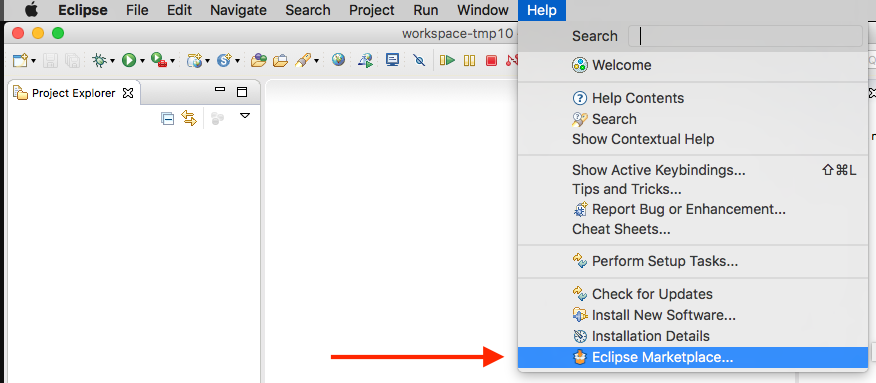 Eclipse File Edit Navigate Search Project Run Window Help
workspace-tmp10
Search
Project Explorer
Welcome
Help Contents
Search
Show Contextual Help
Show Active Keybindings... ⇧⌘L
Tips and Tricks...
Report Bug or Enhancement...
Cheat Sheets...
Perform Setup Tasks...
Check for Updates
Install New Software...
Installation Details
Eclipse Marketplace...